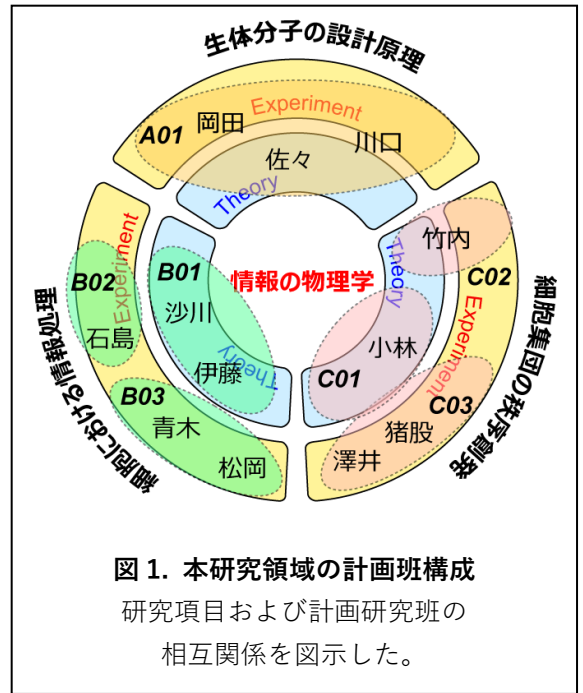 生体分子の設計原理
Experiment
A01
岡田
川口
佐々
Theory
細胞における情報処理
Experiment
B02
石島
B01
沙川
伊藤
Theory
B03
青木
松岡
情報の物理学
細胞集団の秩序創発
竹内
C02
Theory
Experiment
小林
C01
C03
猪股
澤井
図 1. 本研究領域の計画班構成
研究項目および計画研究班の
相互関係を図示した。